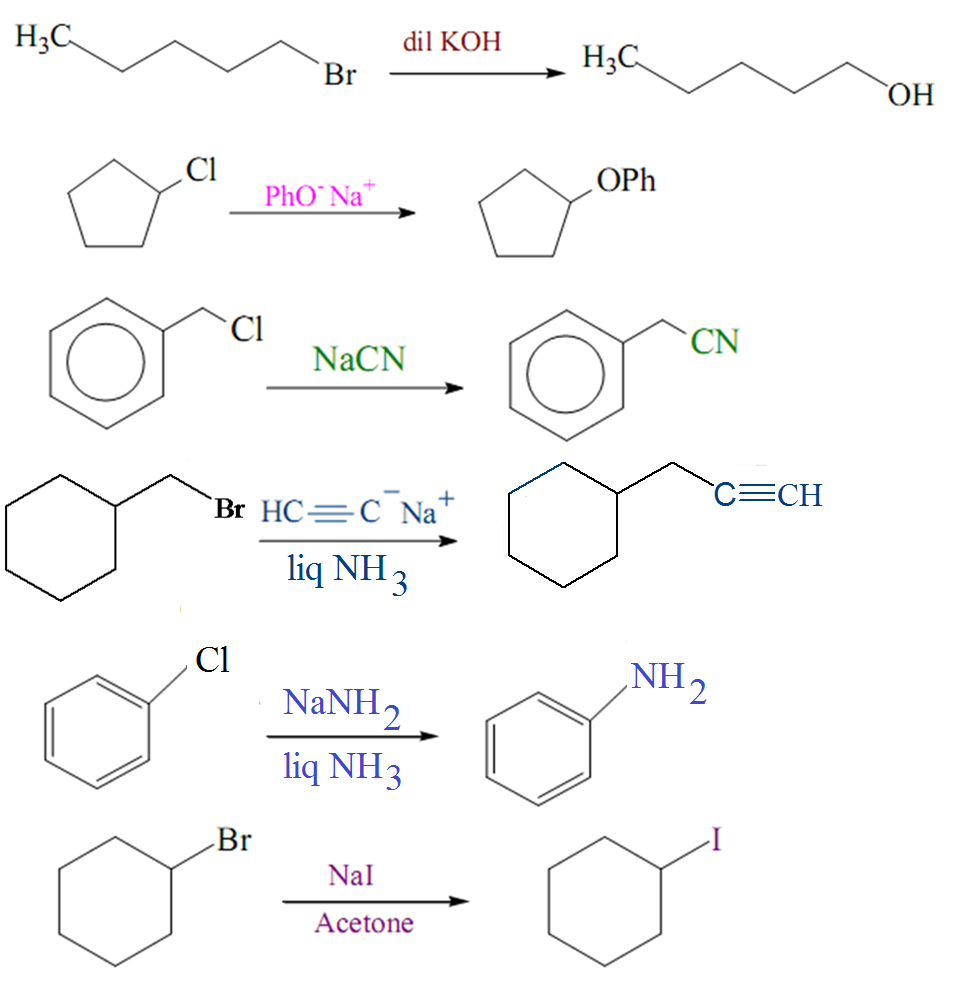 H₃C Br dil KOH H₃C OH
Cl PhO⁻Na⁺ OPh
Cl NaCN CN
Br HC≡C⁻Na⁺ C≡CH
liq NH₃
Cl NaNH₂ NH₂
liq NH₃
Br NaI I
Acetone